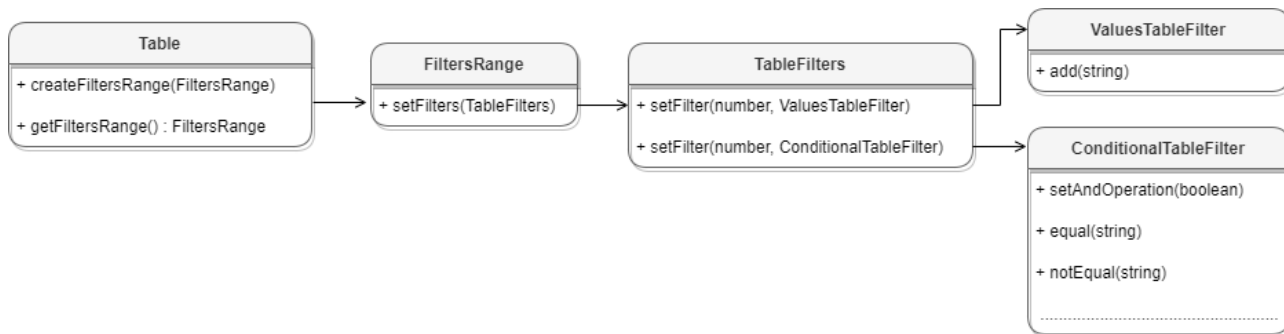 Table
+ createFiltersRange(FiltersRange)
+ getFiltersRange() : FiltersRange
FiltersRange
+ setFilters(TableFilters)
TableFilters
+ setFilter(number, ValuesTableFilter)
+ setFilter(number, ConditionalTableFilter)
ValuesTableFilter
+ add(string)
ConditionalTableFilter
+ setAndOperation(boolean)
+ equal(string)
+ notEqual(string)